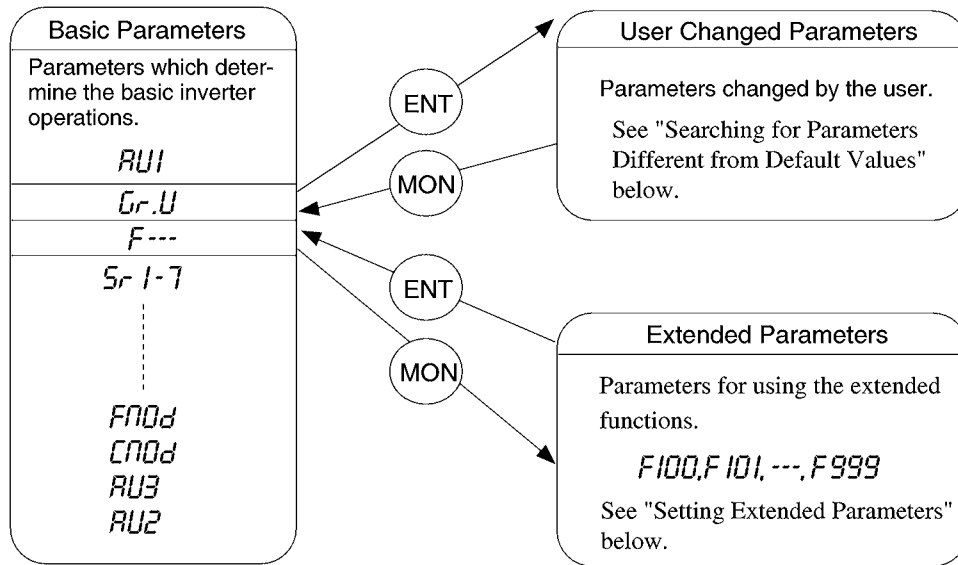 Basic Parameters
Parameters which deter-
mine the basic inverter
operations.
AU1
Gr.U
F---
Sr1-7
FMOd
CMOd
AU3
AU2
ENT
MON
ENT
MON
User Changed Parameters
Parameters changed by the user.
See "Searching for Parameters
Different from Default Values"
below.
Extended Parameters
Parameters for using the extended
functions.
F100,F101,---,F999
See "Setting Extended Parameters"
below.